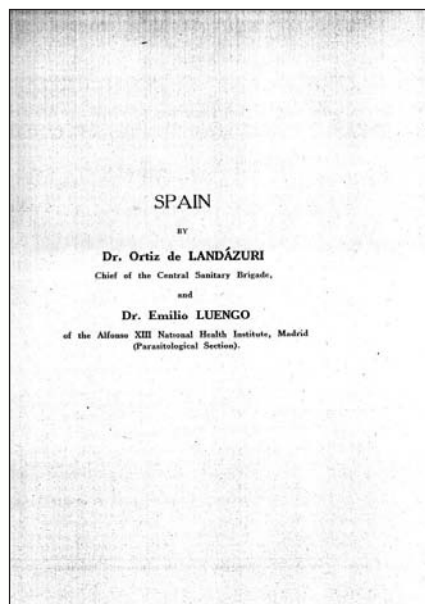 SPAIN
BY
Dr. Ortiz de LANDÁZURI
Chief of the Central Sanitary Brigade,
and
Dr. Emilio LUENGO
of the Alfonso XIII National Health Institute, Madrid
(Parasitological Section).